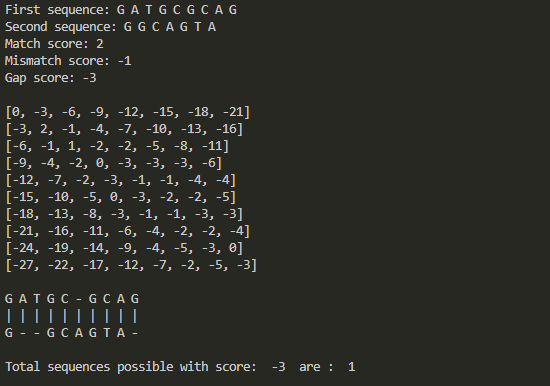 First sequence: G A T G C G C A G
Second sequence: G G C A G T A
Match score: 2
Mismatch score: -1
Gap score: -3
[0, -3, -6, -9, -12, -15, -18, -21]
[-3, 2, -1, -4, -7, -10, -13, -16]
[-6, -1, 1, -2, -2, -5, -8, -11]
[-9, -4, -2, 0, -3, -3, -3, -6]
[-12, -7, -2, -3, -1, -1, -4, -4]
[-15, -10, -5, 0, -3, -2, -2, -5]
[-18, -13, -8, -3, -1, -1, -3, -3]
[-21, -16, -11, -6, -4, -2, -2, -4]
[-24, -19, -14, -9, -4, -5, -3, 0]
[-27, -22, -17, -12, -7, -2, -5, -3]
G A T G C - G C A G
| | | | | | | | | |
G - - G C A G T A -
Total sequences possible with score:  -3  are :  1